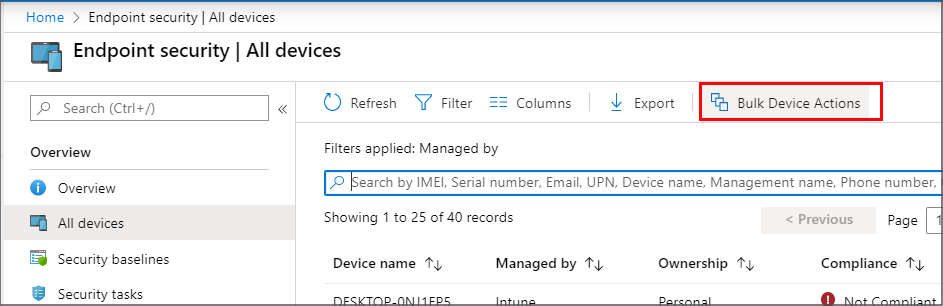 Home > Endpoint security | All devices
Endpoint security | All devices
Search (Ctrl+/)
«
Refresh
Filter
Columns
Export
Bulk Device Actions
Filters applied: Managed by
Search by IMEI, Serial number, Email, UPN, Device name, Management name, Phone number,
Showing 1 to 25 of 40 records
< Previous
Page
1
Overview
Overview
All devices
Security baselines
Security tasks
Device name ↑↓
Managed by ↑↓
Ownership ↑↓
Compliance ↑↓
DESKTOP-0NJ1FP5
Intune
Personal
Not Compliant